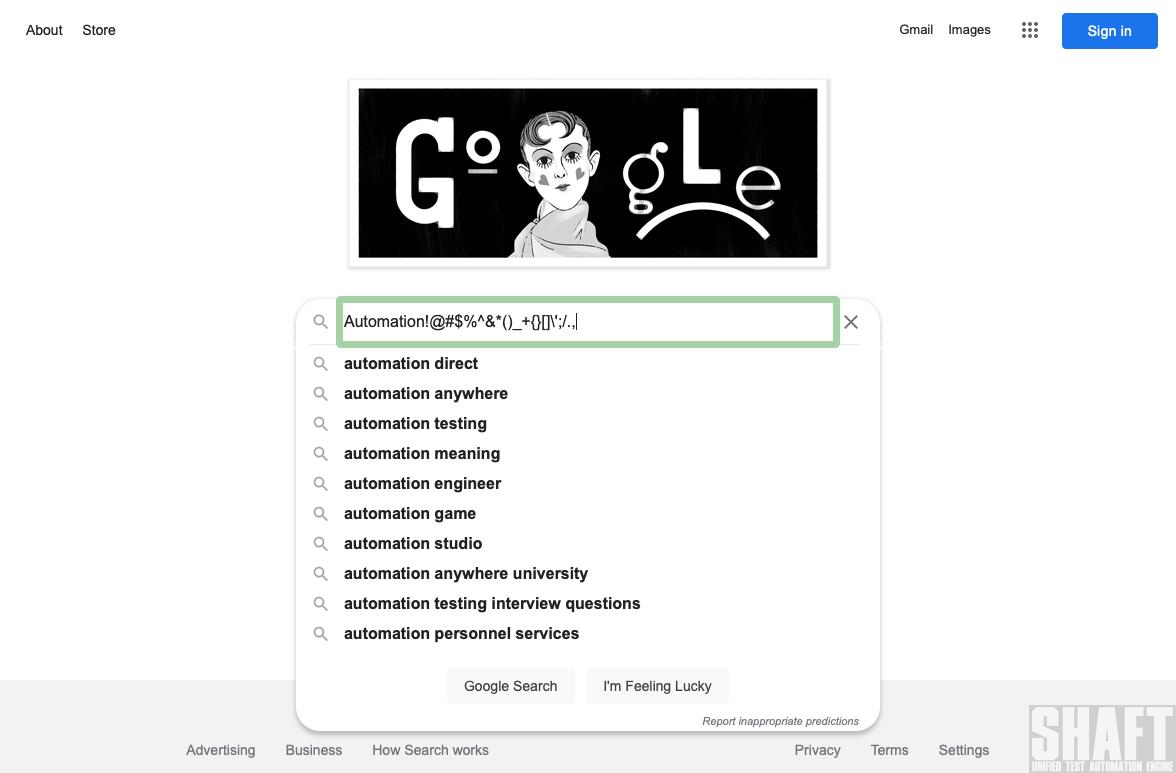 About Store
Gmail Images Sign in
GOogLe
Automation!@#$%^&*()_+{}[]\';/.,
automation direct
automation anywhere
automation testing
automation meaning
automation engineer
automation game
automation studio
automation anywhere university
automation testing interview questions
automation personnel services
Google Search I'm Feeling Lucky
Report inappropriate predictions
Advertising Business How Search works
Privacy Terms Settings
SHAFT
UNIFIED TEST AUTOMATION ENGINE